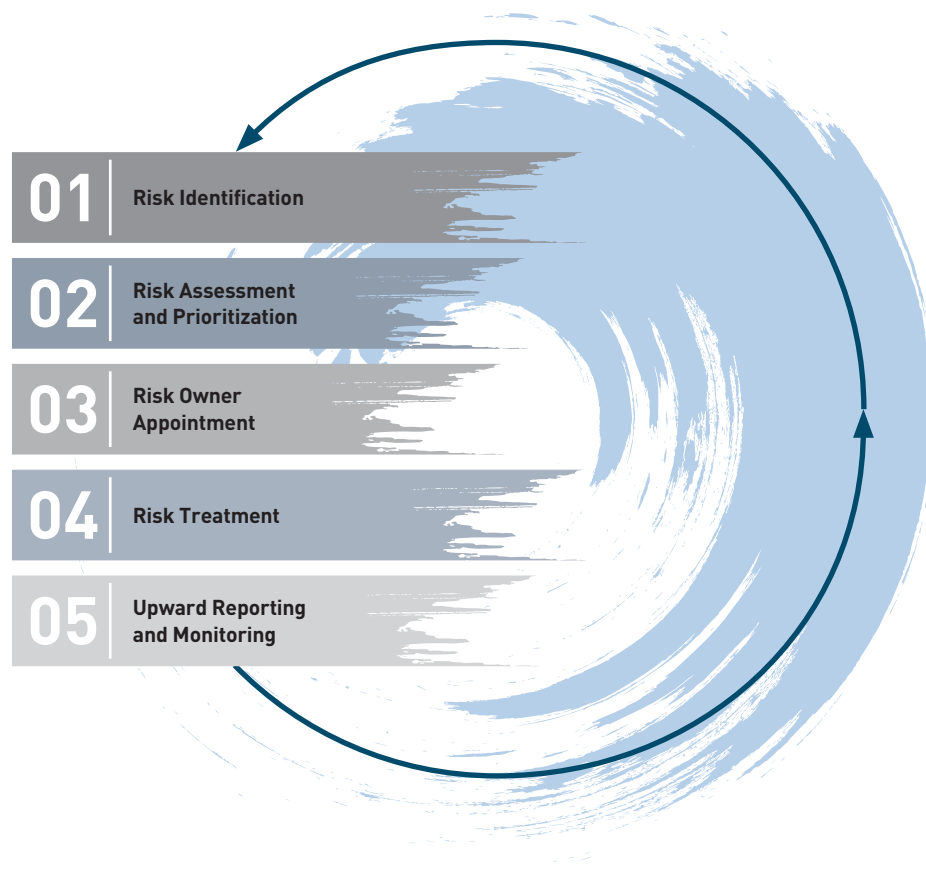 01
Risk Identification
02
Risk Assessment
and Prioritization
03
Risk Owner
Appointment
04
Risk Treatment
05
Upward Reporting
and Monitoring